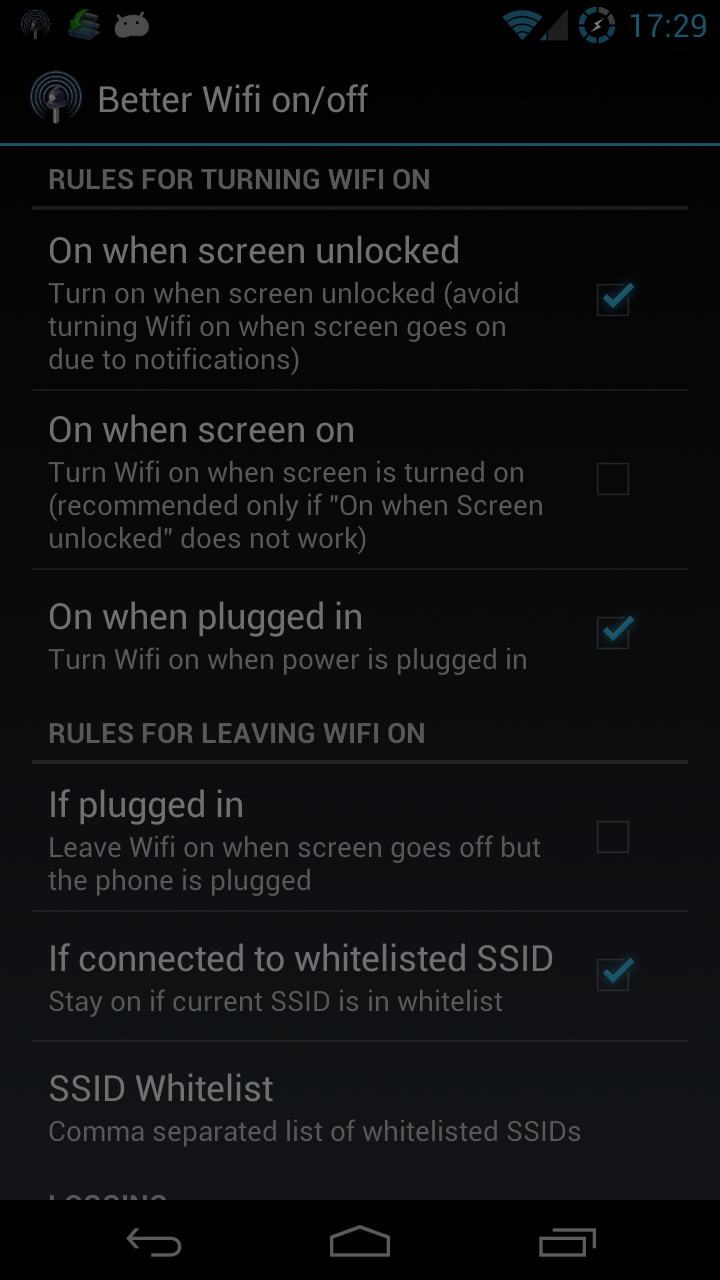 17:29
Better Wifi on/off
RULES FOR TURNING WIFI ON
On when screen unlocked
Turn on when screen unlocked (avoid
turning Wifi on when screen goes on
due to notifications)
On when screen on
Turn Wifi on when screen is turned on
(recommended only if "On when Screen
unlocked" does not work)
On when plugged in
Turn Wifi on when power is plugged in
RULES FOR LEAVING WIFI ON
If plugged in
Leave Wifi on when screen goes off but
the phone is plugged
If connected to whitelisted SSID
Stay on if current SSID is in whitelist
SSID Whitelist
Comma separated list of whitelisted SSIDs